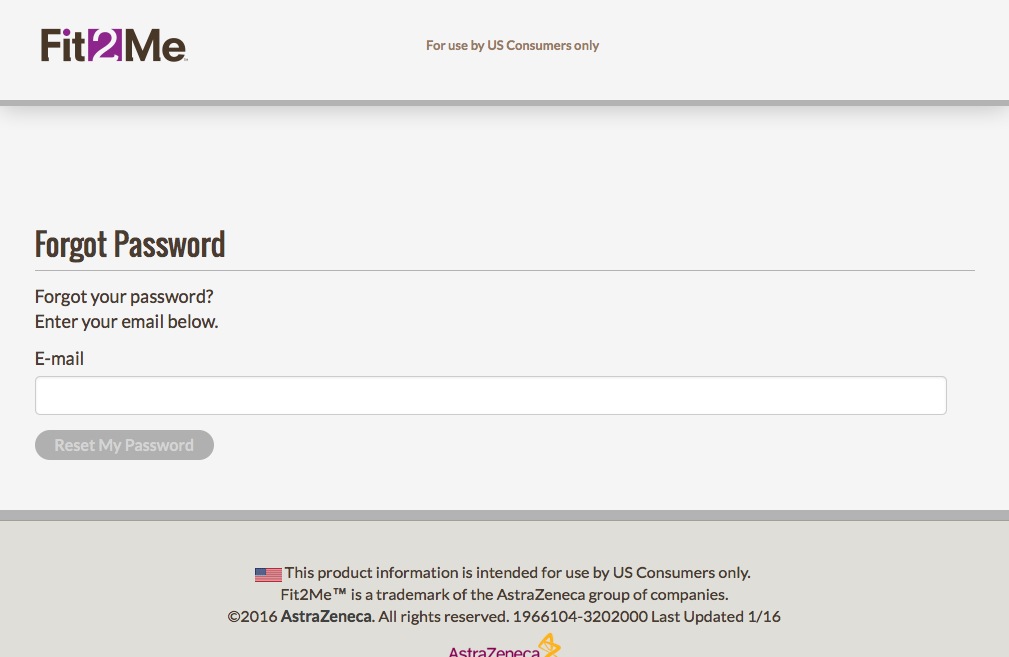 Fit2Me™
For use by US Consumers only
Forgot Password
Forgot your password?
Enter your email below.
E-mail
Reset My Password
This product information is intended for use by US Consumers only.
Fit2Me™ is a trademark of the AstraZeneca group of companies.
©2016 AstraZeneca. All rights reserved. 1966104-3202000 Last Updated 1/16
AstraZeneca